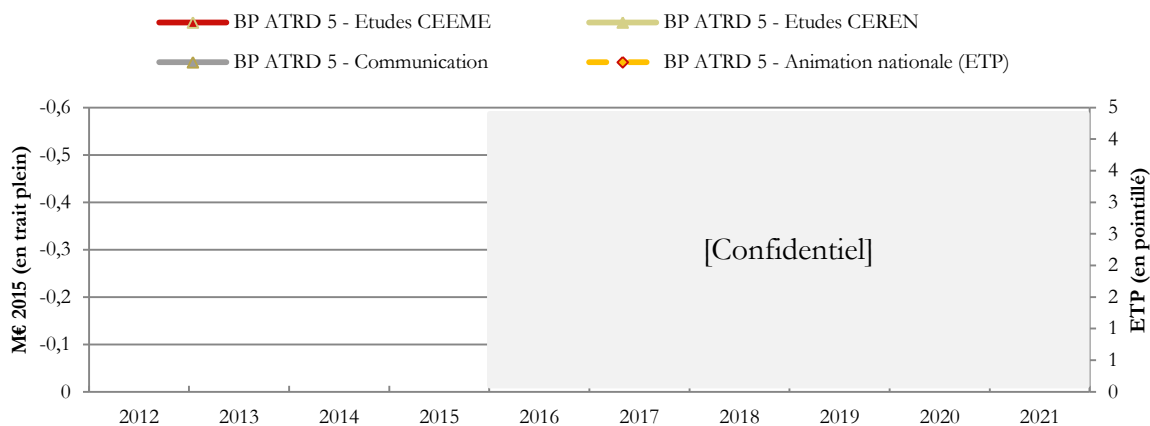 BP ATRD 5 - Etudes CEEME
BP ATRD 5 - Etudes CEREN
BP ATRD 5 - Communication
BP ATRD 5 - Animation nationale (ETP)
M€ 2015 (en trait plein)
-0,6
-0,5
-0,4
-0,3
-0,2
-0,1
0
[Confidentiel]
5
4
4
3
3
2
2
1
1
0
ETP (en pointillé)
2012 2013 2014 2015 2016 2017 2018 2019 2020 2021